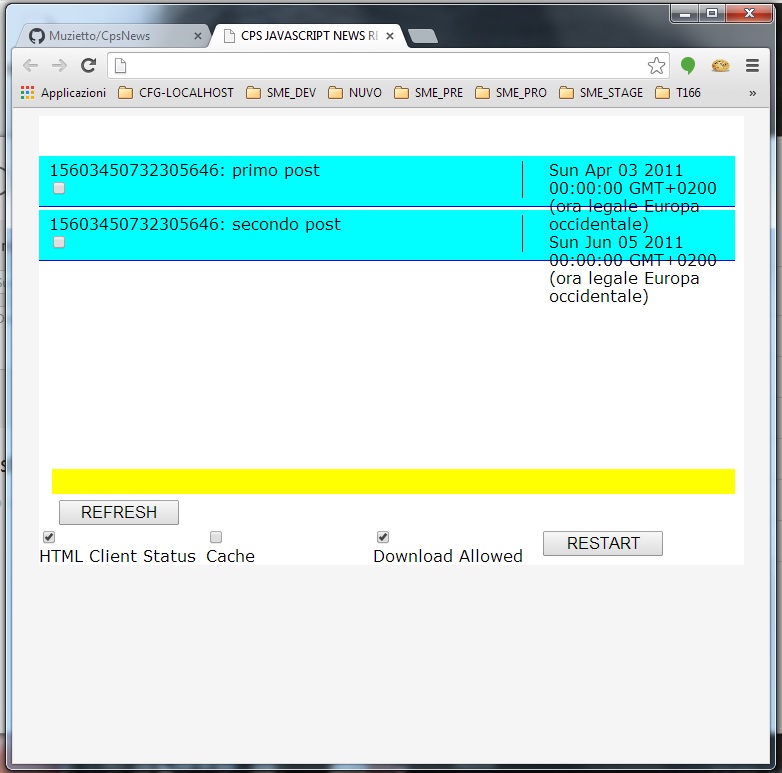 Muzietto/CpsNews
CPS JAVASCRIPT NEWS RE
Applicazioni CFG-LOCALHOST SME_DEV NUVO SME_PRE SME_PRO SME_STAGE T166 »
15603450732305646: primo post
Sun Apr 03 2011
00:00:00 GMT+0200
(ora legale Europa
occidentale)
15603450732305646: secondo post
Sun Jun 05 2011
00:00:00 GMT+0200
(ora legale Europa
occidentale)
REFRESH
HTML Client Status Cache Download Allowed RESTART